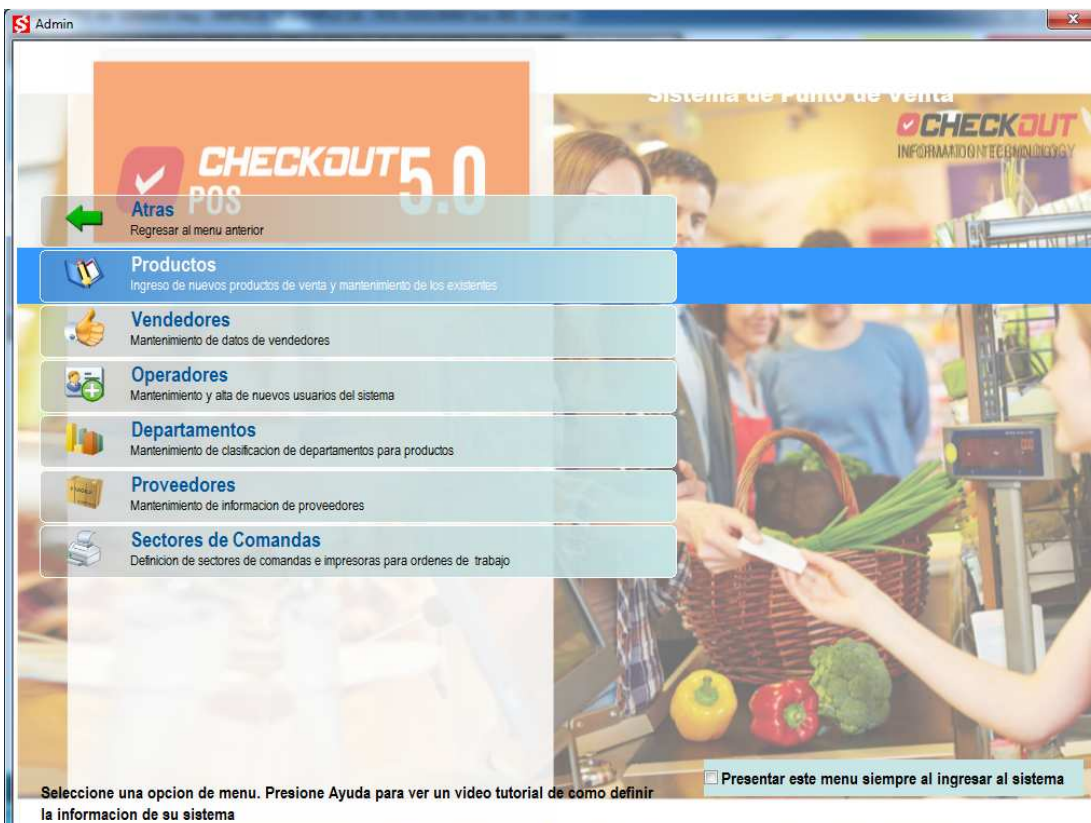 Admin
Sistema de Punto de Venta
CHECKOUT
INFORMATION TECHNOLOGY
CHECKOUT 5.0
POS
Atras
Regresar al menu anterior
Productos
Ingreso de nuevos productos de venta y mantenimiento de los existentes
Vendedores
Mantenimiento de datos de vendedores
Operadores
Mantenimiento y alta de nuevos usuarios del sistema
Departamentos
Mantenimiento de clasificacion de departamentos para productos
Proveedores
Mantenimiento de informacion de proveedores
Sectores de Comandas
Definicion de sectores de comandas e impresoras para ordenes de trabajo
Presentar este menu siempre al ingresar al sistema
Seleccione una opcion de menu. Presione Ayuda para ver un video tutorial de como definir
la informacion de su sistema